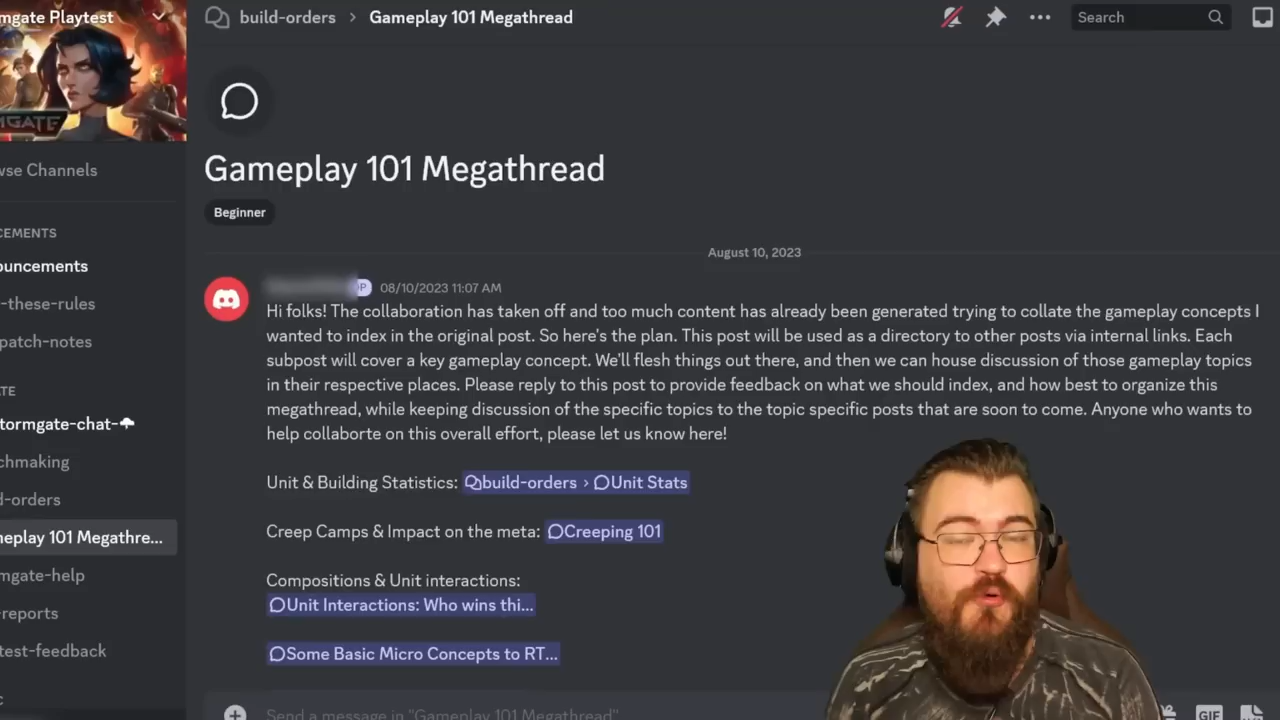 mgate Playtest
build-orders > Gameplay 101 Megathread
Search
MGATE
Gameplay 101 Megathread
wse Channels
Beginner
CEMENTS
August 10, 2023
ouncements
08/10/2023 11:07 AM
-these-rules
Hi folks! The collaboration has taken off and too much content has already been generated trying to collate the gameplay concepts I
wanted to index in the original post. So here's the plan. This post will be used as a directory to other posts via internal links. Each
patch-notes
subpost will cover a key gameplay concept. We'll flesh things out there, and then we can house discussion of those gameplay topics
in their respective places. Please reply to this post to provide feedback on what we should index, and how best to organize this
TE
megathread, while keeping discussion of the specific topics to the topic specific posts that are soon to come. Anyone who wants to
tormgate-chat-
help collaborte on this overall effort, please let us know here!
chmaking
Unit & Building Statistics: build-orders > Unit Stats
d-orders
Creep Camps & Impact on the meta: Creeping 101
neplay 101 Megathre...
mgate-help
Compositions & Unit interactions:
Unit Interactions: Who wins thi...
-reports
test-feedback
Some Basic Micro Concepts to RT...
C
Send a message in "Gameplay 101 Megathread"
GIF